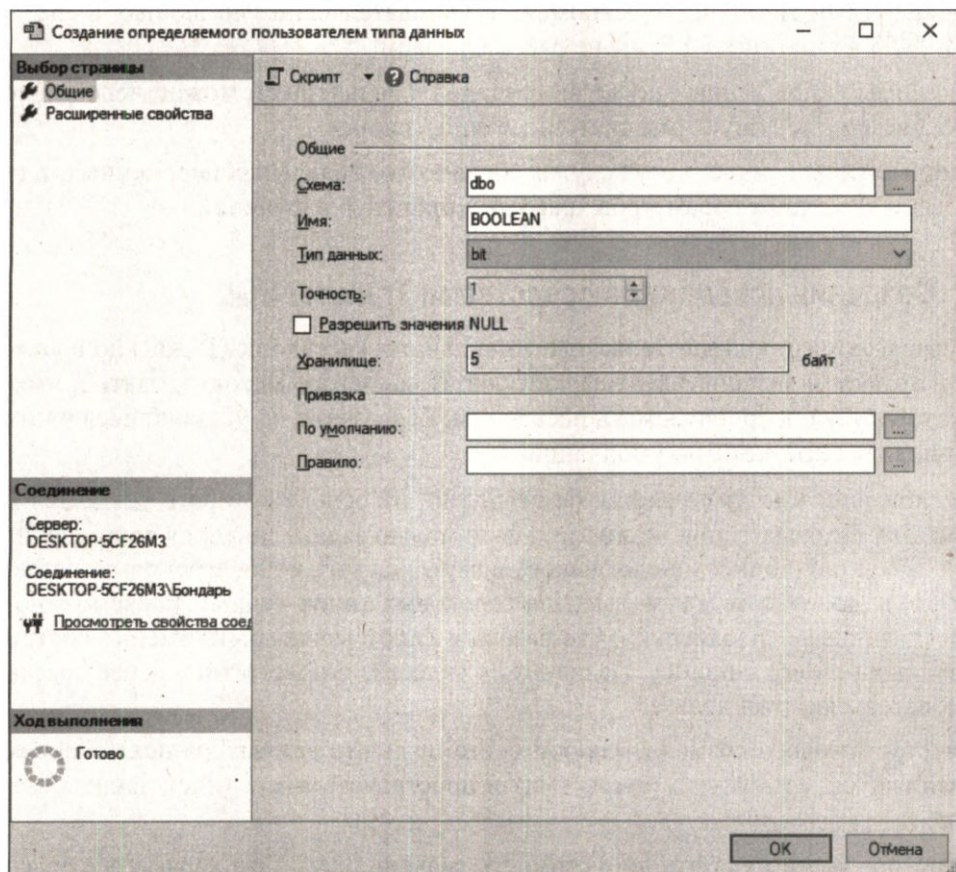 Создание определяемого пользователем типа данных
Выбор страницы
Общие
Расширенные свойства
Скрипт
Справка
Общие
Схема:
dbo
...
Имя:
BOOLEAN
Тип данных:
bit
Точность:
1
Разрешить значения NULL
Хранилище:
5
байт
Привязка
По умолчанию:
...
Правило:
...
Соединение
Сервер:
DESKTOP-5CF26M3
Соединение:
DESKTOP-5CF26M3\Бондарь
Просмотреть свойства соед
Ход выполнения
Готово
OK
Отмена